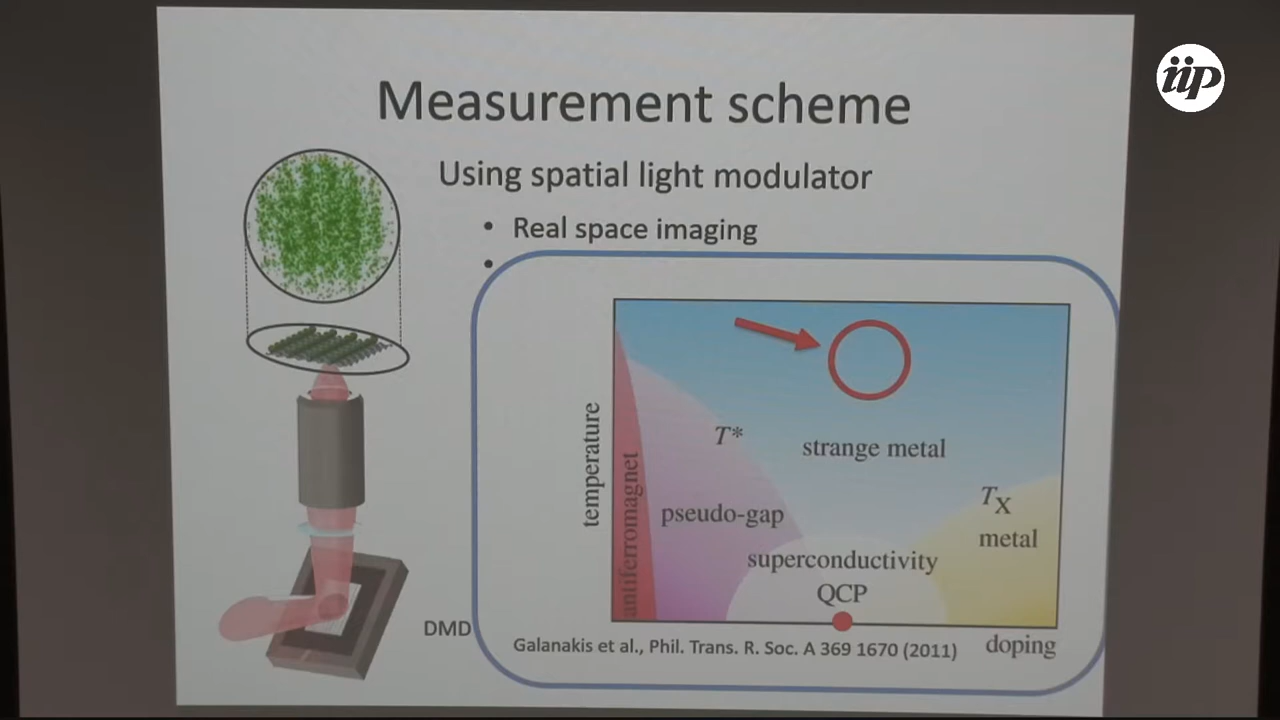 iip
Measurement scheme
Using spatial light modulator
• Real space imaging
•
temperature
antiferromagnet
T*
strange metal
pseudo-gap
TX
metal
superconductivity
QCP
doping
DMD
Galanakis et al., Phil. Trans. R. Soc. A 369 1670 (2011)